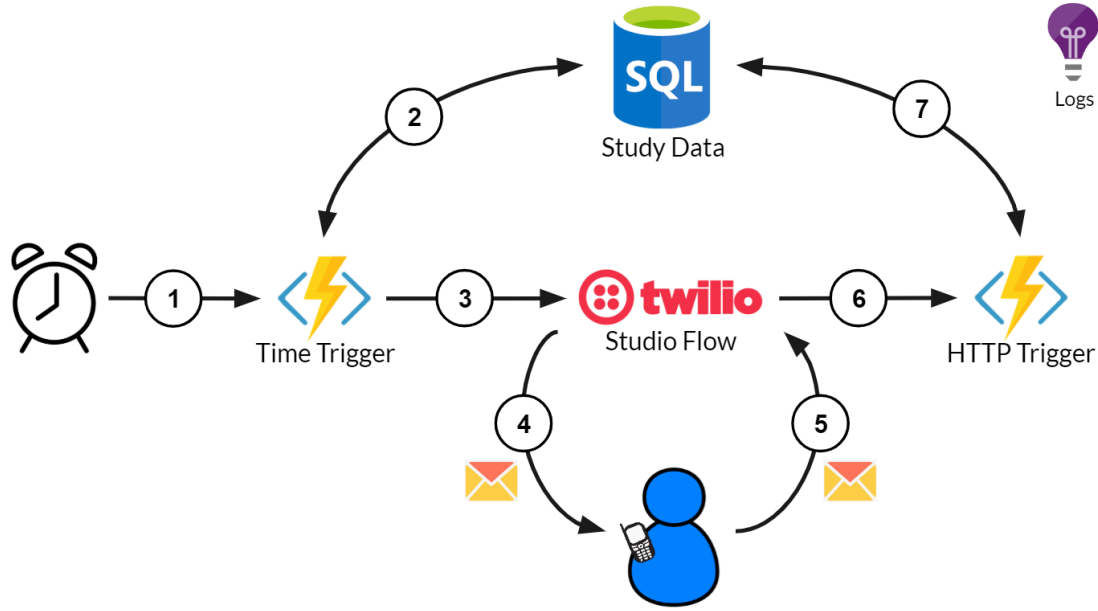 SQL
Study Data
Logs
2
7
1
Time Trigger
3
twilio
Studio Flow
6
HTTP Trigger
4
5